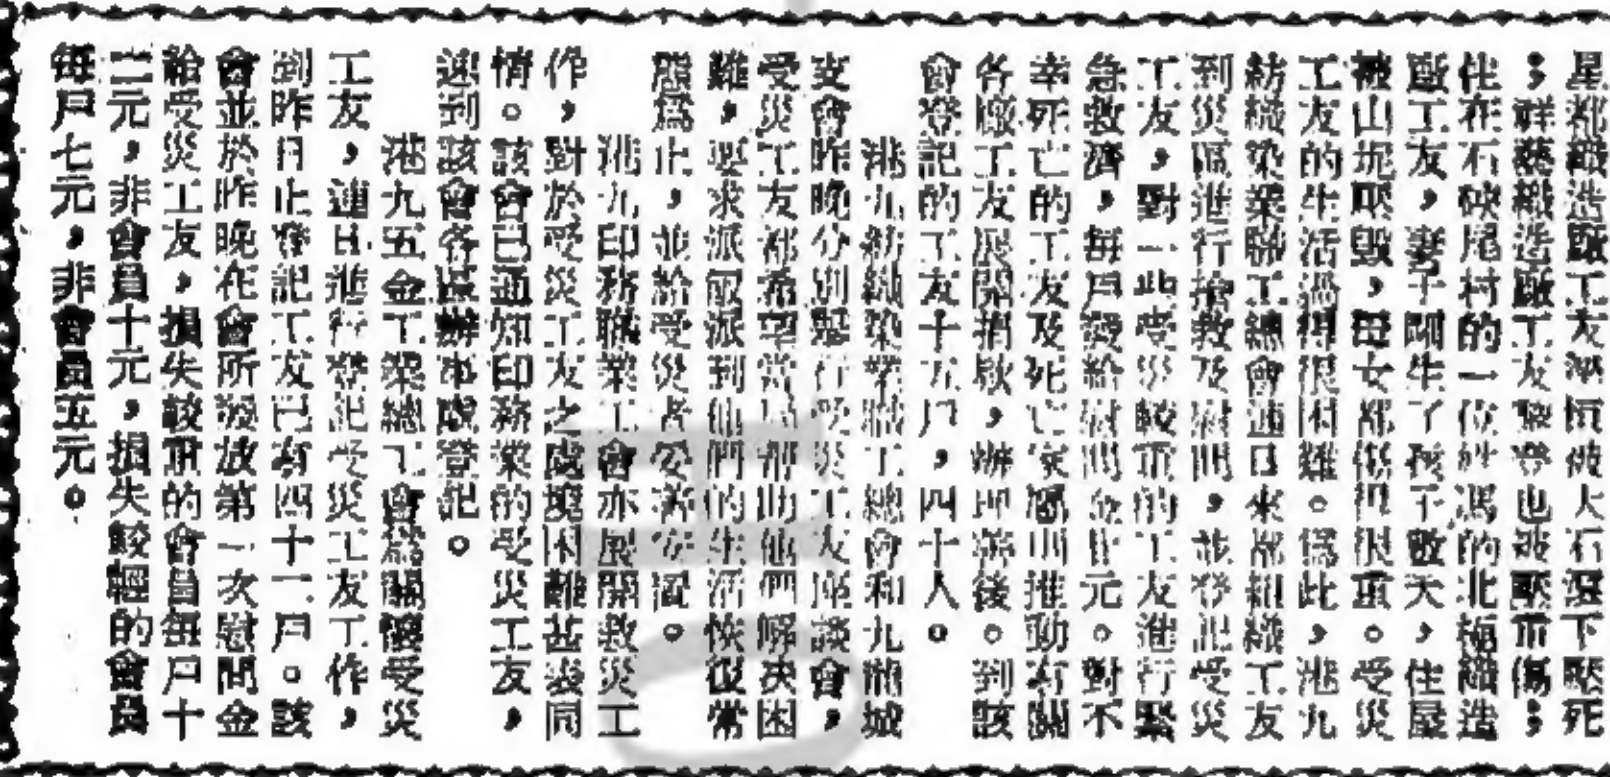 星都織造廠工友梁恒被大石滾下壓死
；祥藝織造廠工友陳容也被壓重傷；
住在石硤尾村的一位姓馮的北極織造
廠工友，妻子剛生了孩子數天，住屋
被山坭壓毀，母女都傷得很重。受災
工友的生活過得很困難。爲此，港九
紡織染業聯工總會連日來都組織工友
到災區進行搶救及慰問，並登記受災
工友，對一些受災較重的工友進行緊
急救濟，每戶發給慰問金廿元。對不
幸死亡的工友及死亡家屬則推動有關
各廠工友展開捐欵，辦理善後。到該
會登記的工友十五戶，四十人。
港九紡織染業職工總會和九龍城
支會昨晚分別舉行受災工友座談會，
受災工友都希望當局帮助他們解决困
難，要求派飯派到他們的生活恢復常
態爲止，並給受災者妥善安置。
港九印務職業工會亦展開救災工
作，對於受災工友之處境困難甚表同
情。該會已通知印務業的受災工友，
速到該會各區辦事處登記。
港九五金工業總工會爲關懷受災
工友，連日進行登記受災工友工作，
到昨日止登記工友已有四十一戶。該
會並於昨晚在會所發放第一次慰問金
給受災工友，損失較重的會員每戶十
二元，非會員十元，損失較輕的會員
每戶七元，非會員五元。